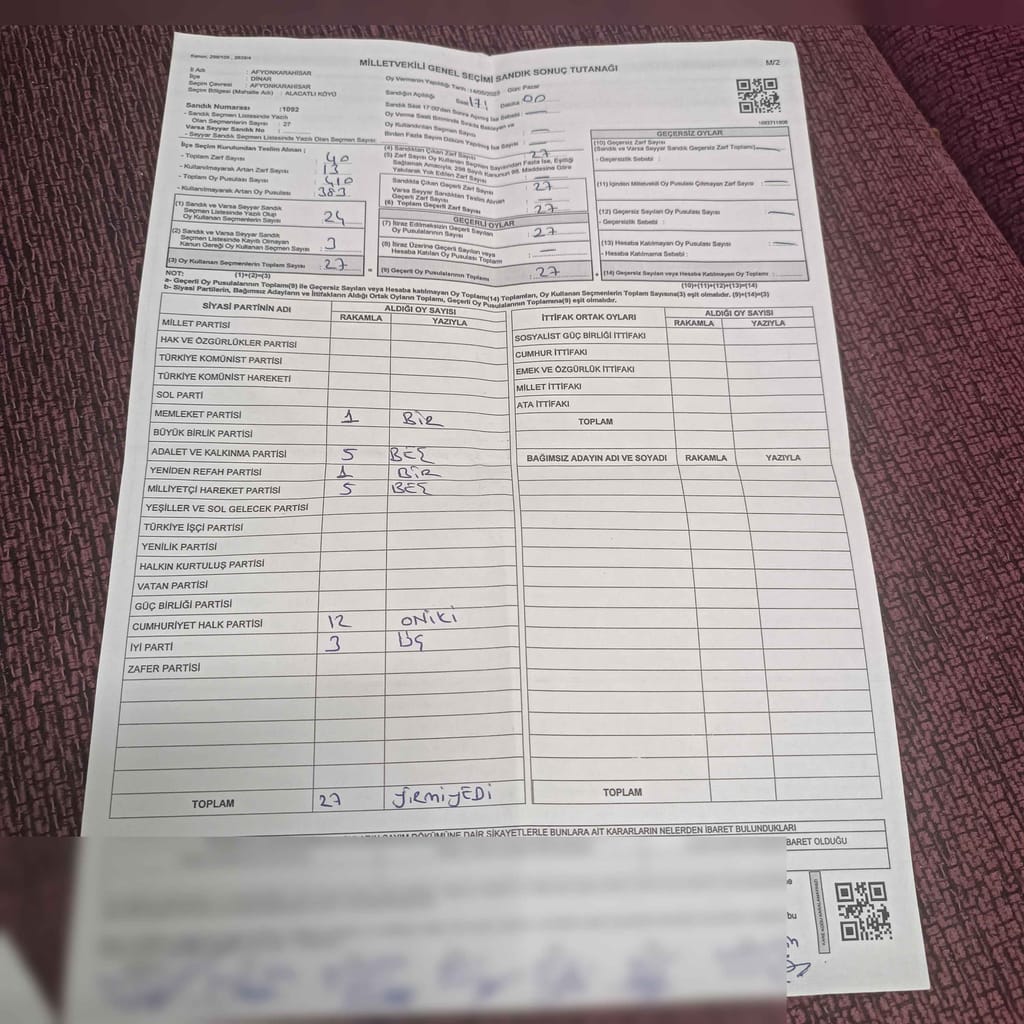 Kanun: 298/105 , 2839/4
MİLLETVEKİLİ GENEL SEÇİMİ SANDIK SONUÇ TUTANAĞI
M/2
İl Adı : AFYONKARAHİSAR
İlçe : DİNAR
Seçim Çevresi : AFYONKARAHİSAR
Seçim Bölgesi (Mahalle Adı) : ALACATLI KÖYÜ
Oy Vermenin Yapıldığı Tarih : 14/05/2023 Günü: Pazar
Sandığın Açıldığı Saat 17 : Dakika 00
Sandık Saat 17:00'den Sonra Açılmış İse Sebebi : —
Oy Verme Saati Bitiminde Sırada Bekleyen ve
Oy Kullandırılan Seçmen Sayısı : —
Birden Fazla Sayım Döküm Yapılmış İse Sayısı : —
Sandık Numarası : 1092
- Sandık Seçmen Listesinde Yazılı
Olan Seçmenlerin Sayısı : 27
Varsa Seyyar Sandık No :
- Seyyar Sandık Seçmen Listesinde Yazılı Olan Seçmen Sayısı :
İlçe Seçim Kurulundan Teslim Alınan ;
- Toplam Zarf Sayısı : 40
- Kullanılmayarak Artan Zarf Sayısı : 13
- Toplam Oy Pusulası Sayısı : 410
- Kullanılmayarak Artan Oy Pusulası : 383
(1) Sandık ve Varsa Seyyar Sandık
Seçmen Listesinde Yazılı Olup
Oy Kullanan Seçmenlerin Sayısı : 24
(2) Sandık ve Varsa Seyyar Sandık
Seçmen Listesinde Kayıtlı Olmayan
Kanun Gereği Oy Kullanan Seçmen Sayısı : 3
(3) Oy Kullanan Seçmenlerin Toplam Sayısı : 27
(1)+(2)=(3)
(4) Sandıktan Çıkan Zarf Sayısı : 27
(5) Zarf Sayısı Oy Kullanan Seçmen Sayısından Fazla İse, Eşitliği
Sağlamak Amacıyla; 298 Sayılı Kanunun 98. Maddesine Göre
Yakılarak Yok Edilen Zarf Sayısı : —
Sandıkta Çıkan Geçerli Zarf Sayısı : 27
Varsa Seyyar Sandıktan Teslim Alınan
Geçerli Zarf Sayısı : —
(6) Toplam Geçerli Zarf Sayısı : 27
GEÇERLİ OYLAR
(7) İtiraz Edilmeksizin Geçerli Sayılan
Oy Pusulalarının Sayısı : 27
(8) İtiraz Üzerine Geçerli Sayılan veya
Hesaba Katılan Oy Pusulası Toplamı : —
(9) Geçerli Oy Pusulalarının Toplamı : 27
1693711808
GEÇERSİZ OYLAR
(10) Geçersiz Zarf Sayısı
(Sandık ve Varsa Seyyar Sandık Geçersiz Zarf Toplamı) : —
- Geçersizlik Sebebi :
(11) İçinden Milletvekili Oy Pusulası Çıkmayan Zarf Sayısı : —
(12) Geçersiz Sayılan Oy Pusulası Sayısı : —
- Geçersizlik Sebebi :
(13) Hesaba Katılmayan Oy Pusulası Sayısı : —
- Hesaba Katılmama Sebebi :
(14) Geçersiz Sayılan veya Hesaba Katılmayan Oy Toplamı :
(10)+(11)+(12)+(13)=(14)
NOT:
a- Geçerli Oy Pusulalarının Toplamı(9) ile Geçersiz Sayılan veya Hesaba katılmayan Oy Toplamı(14) Toplamları, Oy Kullanan Seçmenlerin Toplam Sayısına(3) eşit olmalıdır. (9)+(14)=(3)
b- Siyasi Partilerin, Bağımsız Adayların ve İttifakların Aldığı Ortak Oyların Toplamı, Geçerli Oy Pusulalarının Toplamına(9) eşit olmalıdır.
SİYASİ PARTİNİN ADI ALDIĞI OY SAYISI
RAKAMLA YAZIYLA
MİLLET PARTİSİ
HAK VE ÖZGÜRLÜKLER PARTİSİ
TÜRKİYE KOMÜNİST PARTİSİ
TÜRKİYE KOMÜNİST HAREKETİ
SOL PARTİ
MEMLEKET PARTİSİ 1 BİR
BÜYÜK BİRLİK PARTİSİ
ADALET VE KALKINMA PARTİSİ 5 BEŞ
YENİDEN REFAH PARTİSİ 1 BİR
MİLLİYETÇİ HAREKET PARTİSİ 5 BEŞ
YEŞİLLER VE SOL GELECEK PARTİSİ
TÜRKİYE İŞÇİ PARTİSİ
YENİLİK PARTİSİ
HALKIN KURTULUŞ PARTİSİ
VATAN PARTİSİ
GÜÇ BİRLİĞİ PARTİSİ
CUMHURİYET HALK PARTİSİ 12 ONİKİ
İYİ PARTİ 3 ÜÇ
ZAFER PARTİSİ
TOPLAM 27 YİRMİYEDİ
İTTİFAK ORTAK OYLARI ALDIĞI OY SAYISI
RAKAMLA YAZIYLA
SOSYALİST GÜÇ BİRLİĞİ İTTİFAKI
CUMHUR İTTİFAKI
EMEK VE ÖZGÜRLÜK İTTİFAKI
MİLLET İTTİFAKI
ATA İTTİFAKI
TOPLAM
BAĞIMSIZ ADAYIN ADI VE SOYADI RAKAMLA YAZIYLA
TOPLAM
SAYIM DÖKÜMÜNE DAİR ŞİKAYETLERLE BUNLARA AİT KARARLARIN NELERDEN İBARET BULUNDUKLARI
BARET OLDUĞU
bu